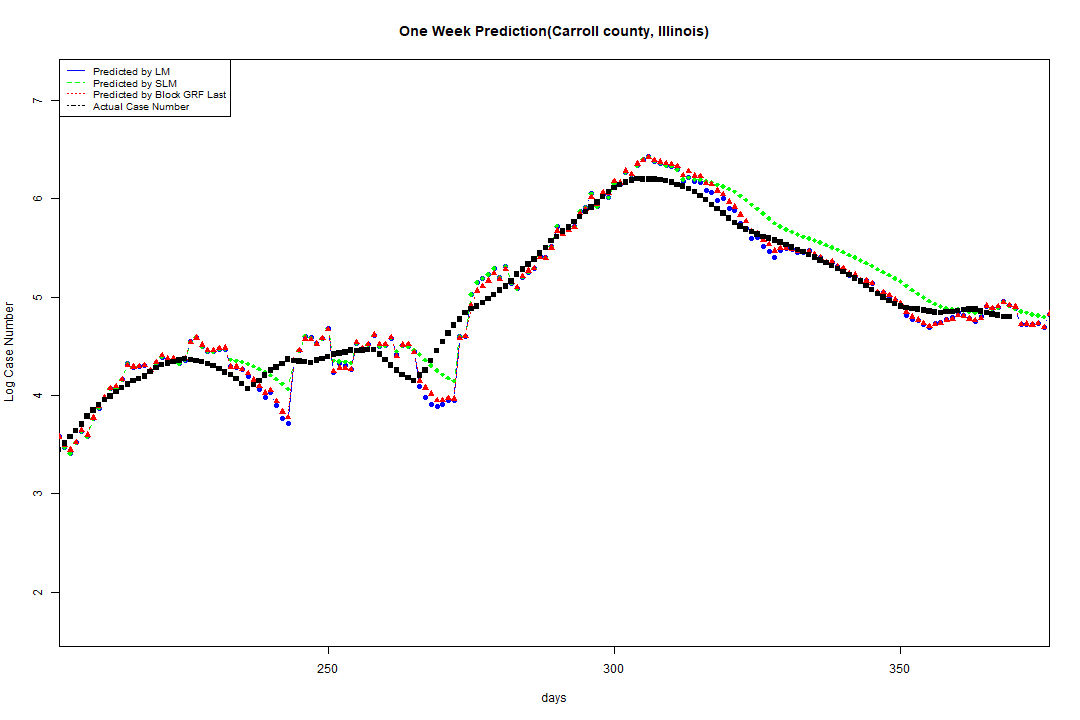 One Week Prediction(Carroll county, Illinois)
Predicted by LM
Predicted by SLM
Predicted by Block GRF Last
Actual Case Number
7
6
5
4
3
2
Log Case Number
250 300 350
days